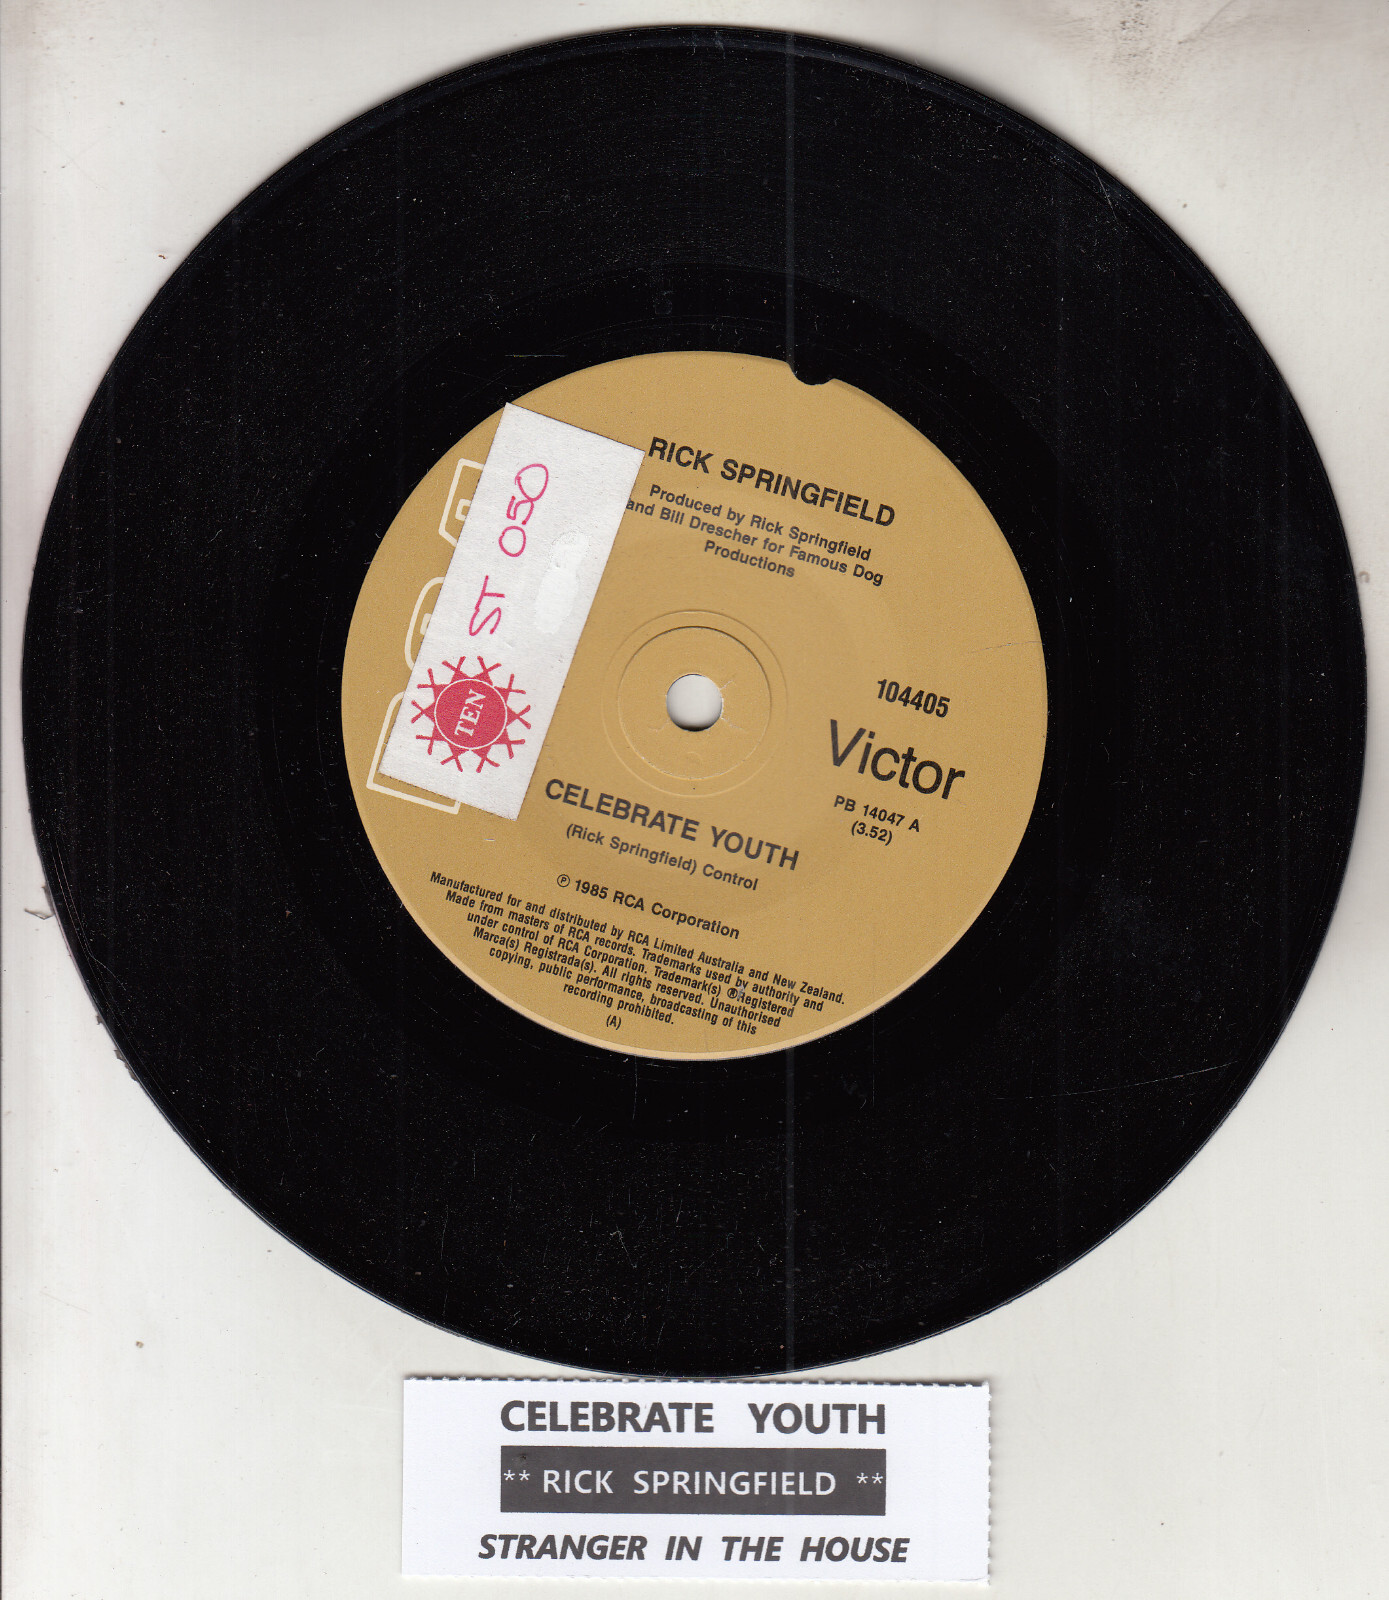 RICK SPRINGFIELD
Produced by Rick Springfield
and Bill Drescher for Famous Dog
Productions
ST 050
TEN
104405
Victor
PB 14047 A
(3.52)
CELEBRATE YOUTH
(Rick Springfield) Control
℗ 1985 RCA Corporation
Manufactured for and distributed by RCA Limited Australia and New Zealand.
Made from masters of RCA records. Trademarks used by authority and
under control of RCA Corporation. Trademark(s) ® Registered
Marca(s) Registrada(s). All rights reserved. Unauthorised
copying, public performance, broadcasting of this
recording prohibited.
(A)
CELEBRATE YOUTH
** RICK SPRINGFIELD **
STRANGER IN THE HOUSE